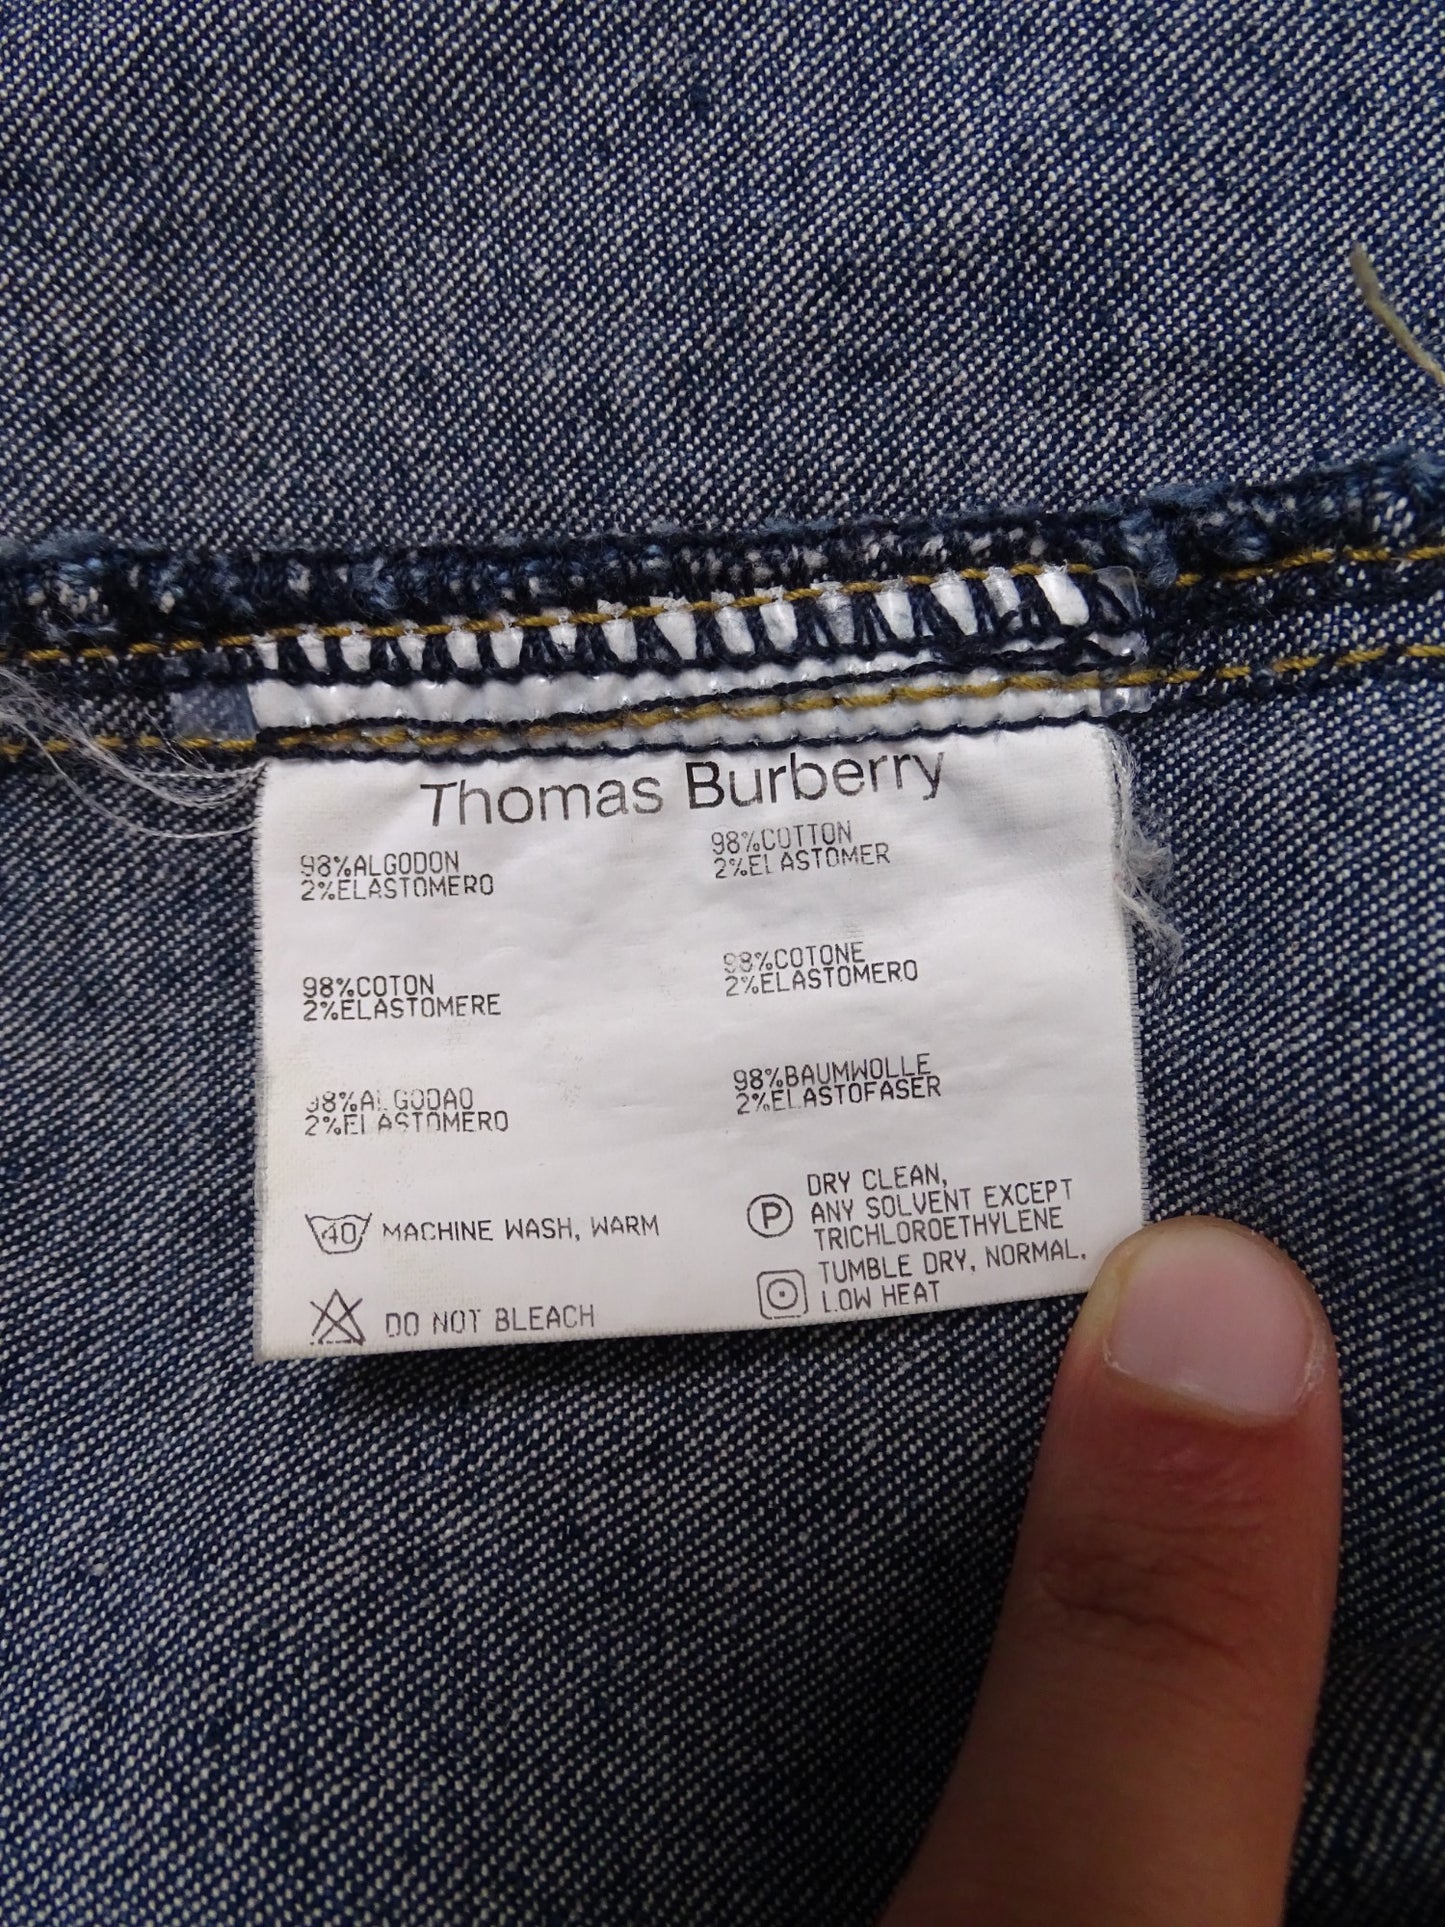 Thomas Burberry
98%ALGODON
2%ELASTOMERO
98%COTTON
2%ELASTOMER
98%COTON
2%ELASTOMERE
98%COTONE
2%ELASTOMERO
98%ALGODAO
2%ELASTOMERO
98%BAUMWOLLE
2%ELASTOFASER
40 MACHINE WASH, WARM
DO NOT BLEACH
P DRY CLEAN,
ANY SOLVENT EXCEPT
TRICHLOROETHYLENE
TUMBLE DRY, NORMAL,
LOW HEAT